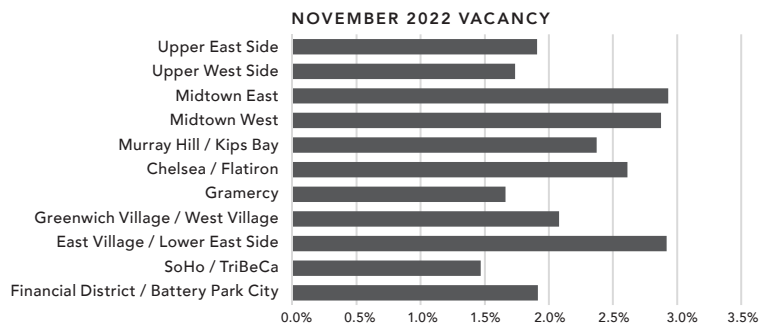 NOVEMBER 2022 VACANCY
Upper East Side
Upper West Side
Midtown East
Midtown West
Murray Hill / Kips Bay
Chelsea / Flatiron
Gramercy
Greenwich Village / West Village
East Village / Lower East Side
SoHo / TriBeCa
Financial District / Battery Park City
0.0% 0.5% 1.0% 1.5% 2.0% 2.5% 3.0% 3.5%